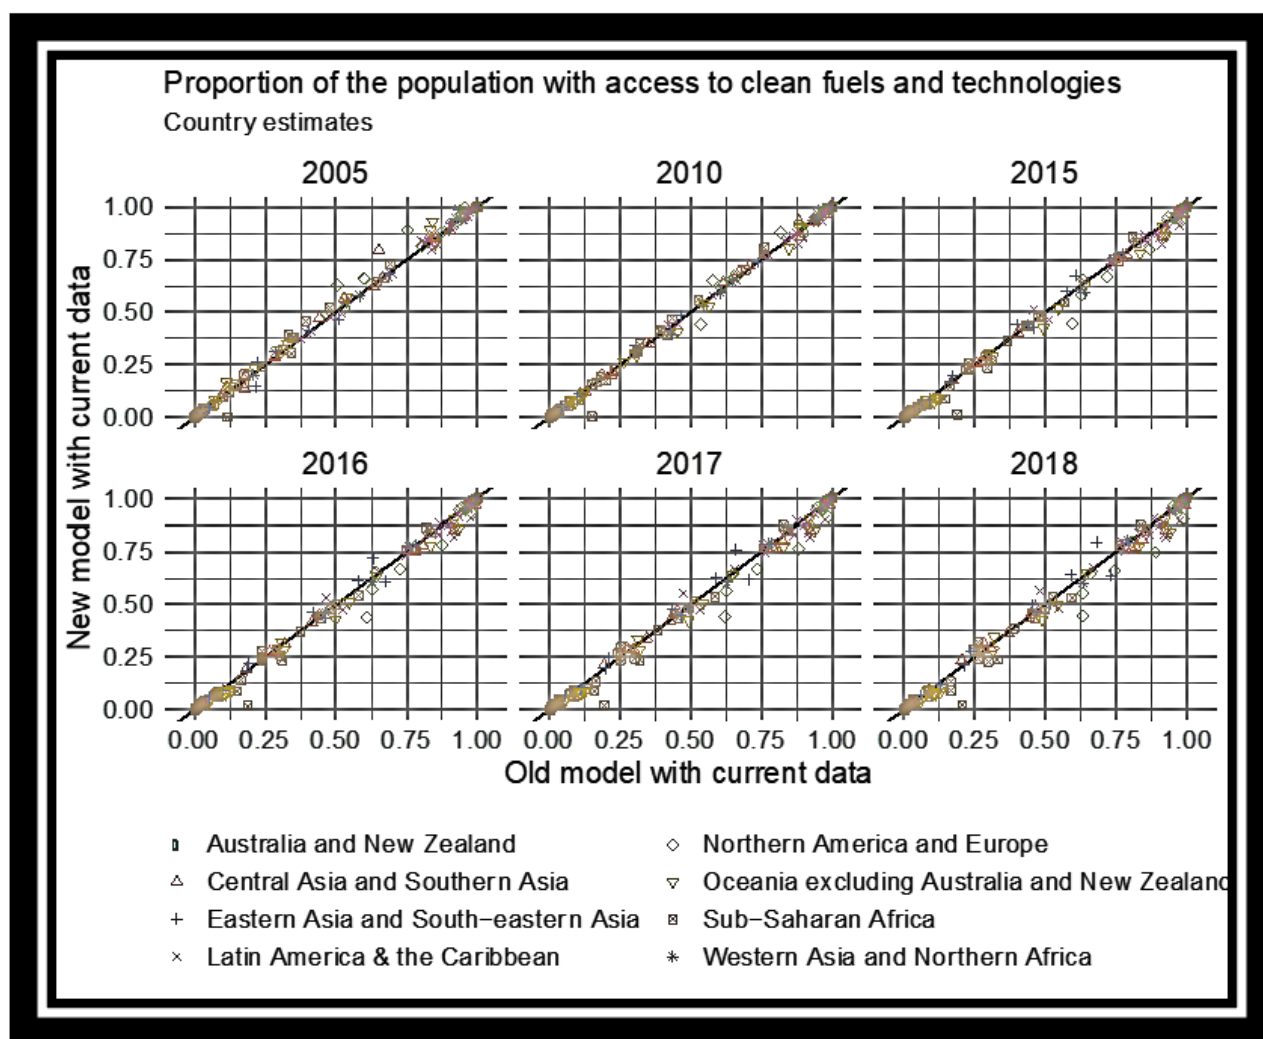 Proportion of the population with access to clean fuels and technologies
Country estimates
2005 2010 2015
1.00
0.75
0.50
0.25
0.00
New model with current data
2016 2017 2018
1.00
0.75
0.50
0.25
0.00
0.00 0.25 0.50 0.75 1.00 0.00 0.25 0.50 0.75 1.00 0.00 0.25 0.50 0.75 1.00
Old model with current data
Australia and New Zealand
Central Asia and Southern Asia
Eastern Asia and South−eastern Asia
Latin America & the Caribbean
Northern America and Europe
Oceania excluding Australia and New Zealand
Sub−Saharan Africa
Western Asia and Northern Africa